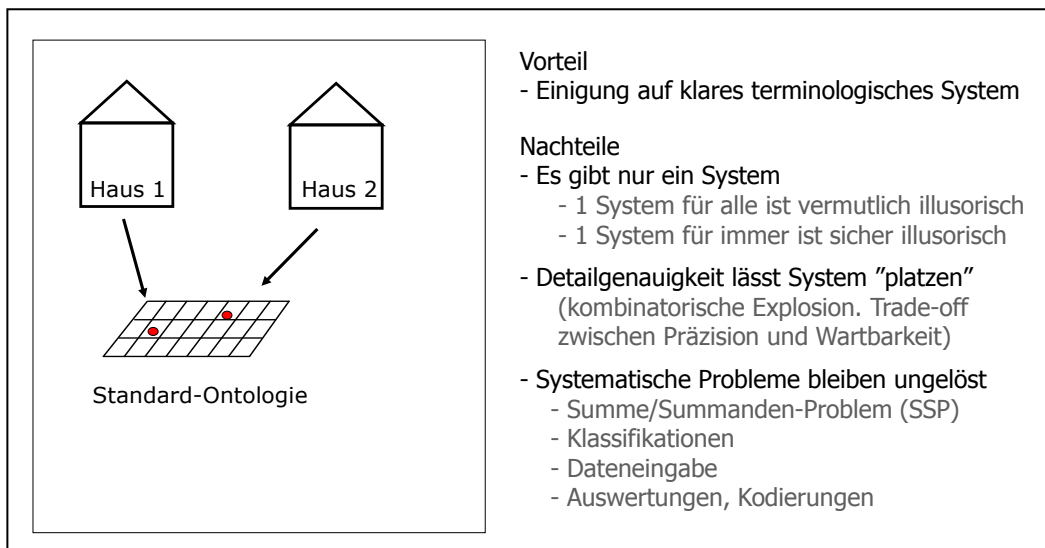 Haus 1
Haus 2
Standard-Ontologie
Vorteil
- Einigung auf klares terminologisches System
Nachteile
- Es gibt nur ein System
- 1 System für alle ist vermutlich illusorisch
- 1 System für immer ist sicher illusorisch
- Detailgenauigkeit lässt System ”platzen”
(kombinatorische Explosion. Trade-off
zwischen Präzision und Wartbarkeit)
- Systematische Probleme bleiben ungelöst
- Summe/Summanden-Problem (SSP)
- Klassifikationen
- Dateneingabe
- Auswertungen, Kodierungen